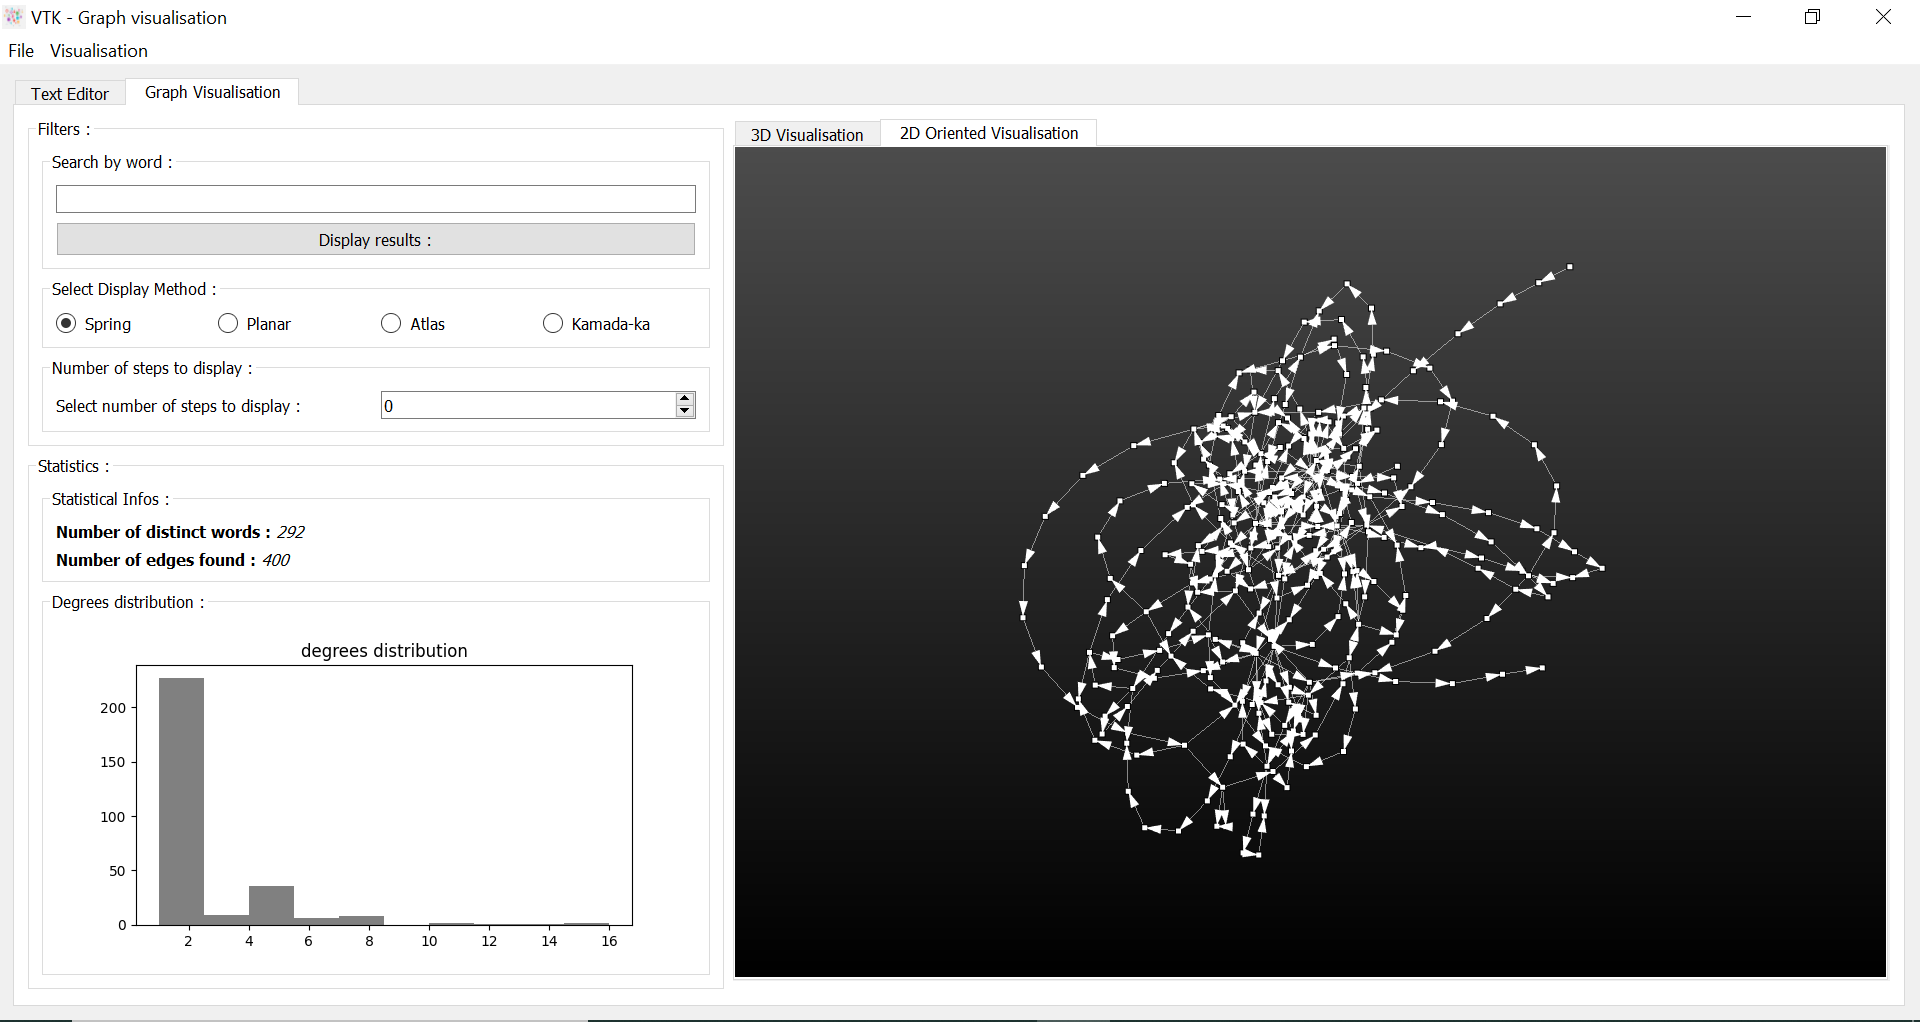 VTK - Graph visualisation
File Visualisation
Text Editor Graph Visualisation
Filters :
Search by word :
Display results :
Select Display Method :
Spring Planar Atlas Kamada-ka
Number of steps to display :
Select number of steps to display : 0
Statistics :
Statistical Infos :
Number of distinct words : 292
Number of edges found : 400
Degrees distribution :
degrees distribution
200
150
100
50
0
2 4 6 8 10 12 14 16
3D Visualisation 2D Oriented Visualisation